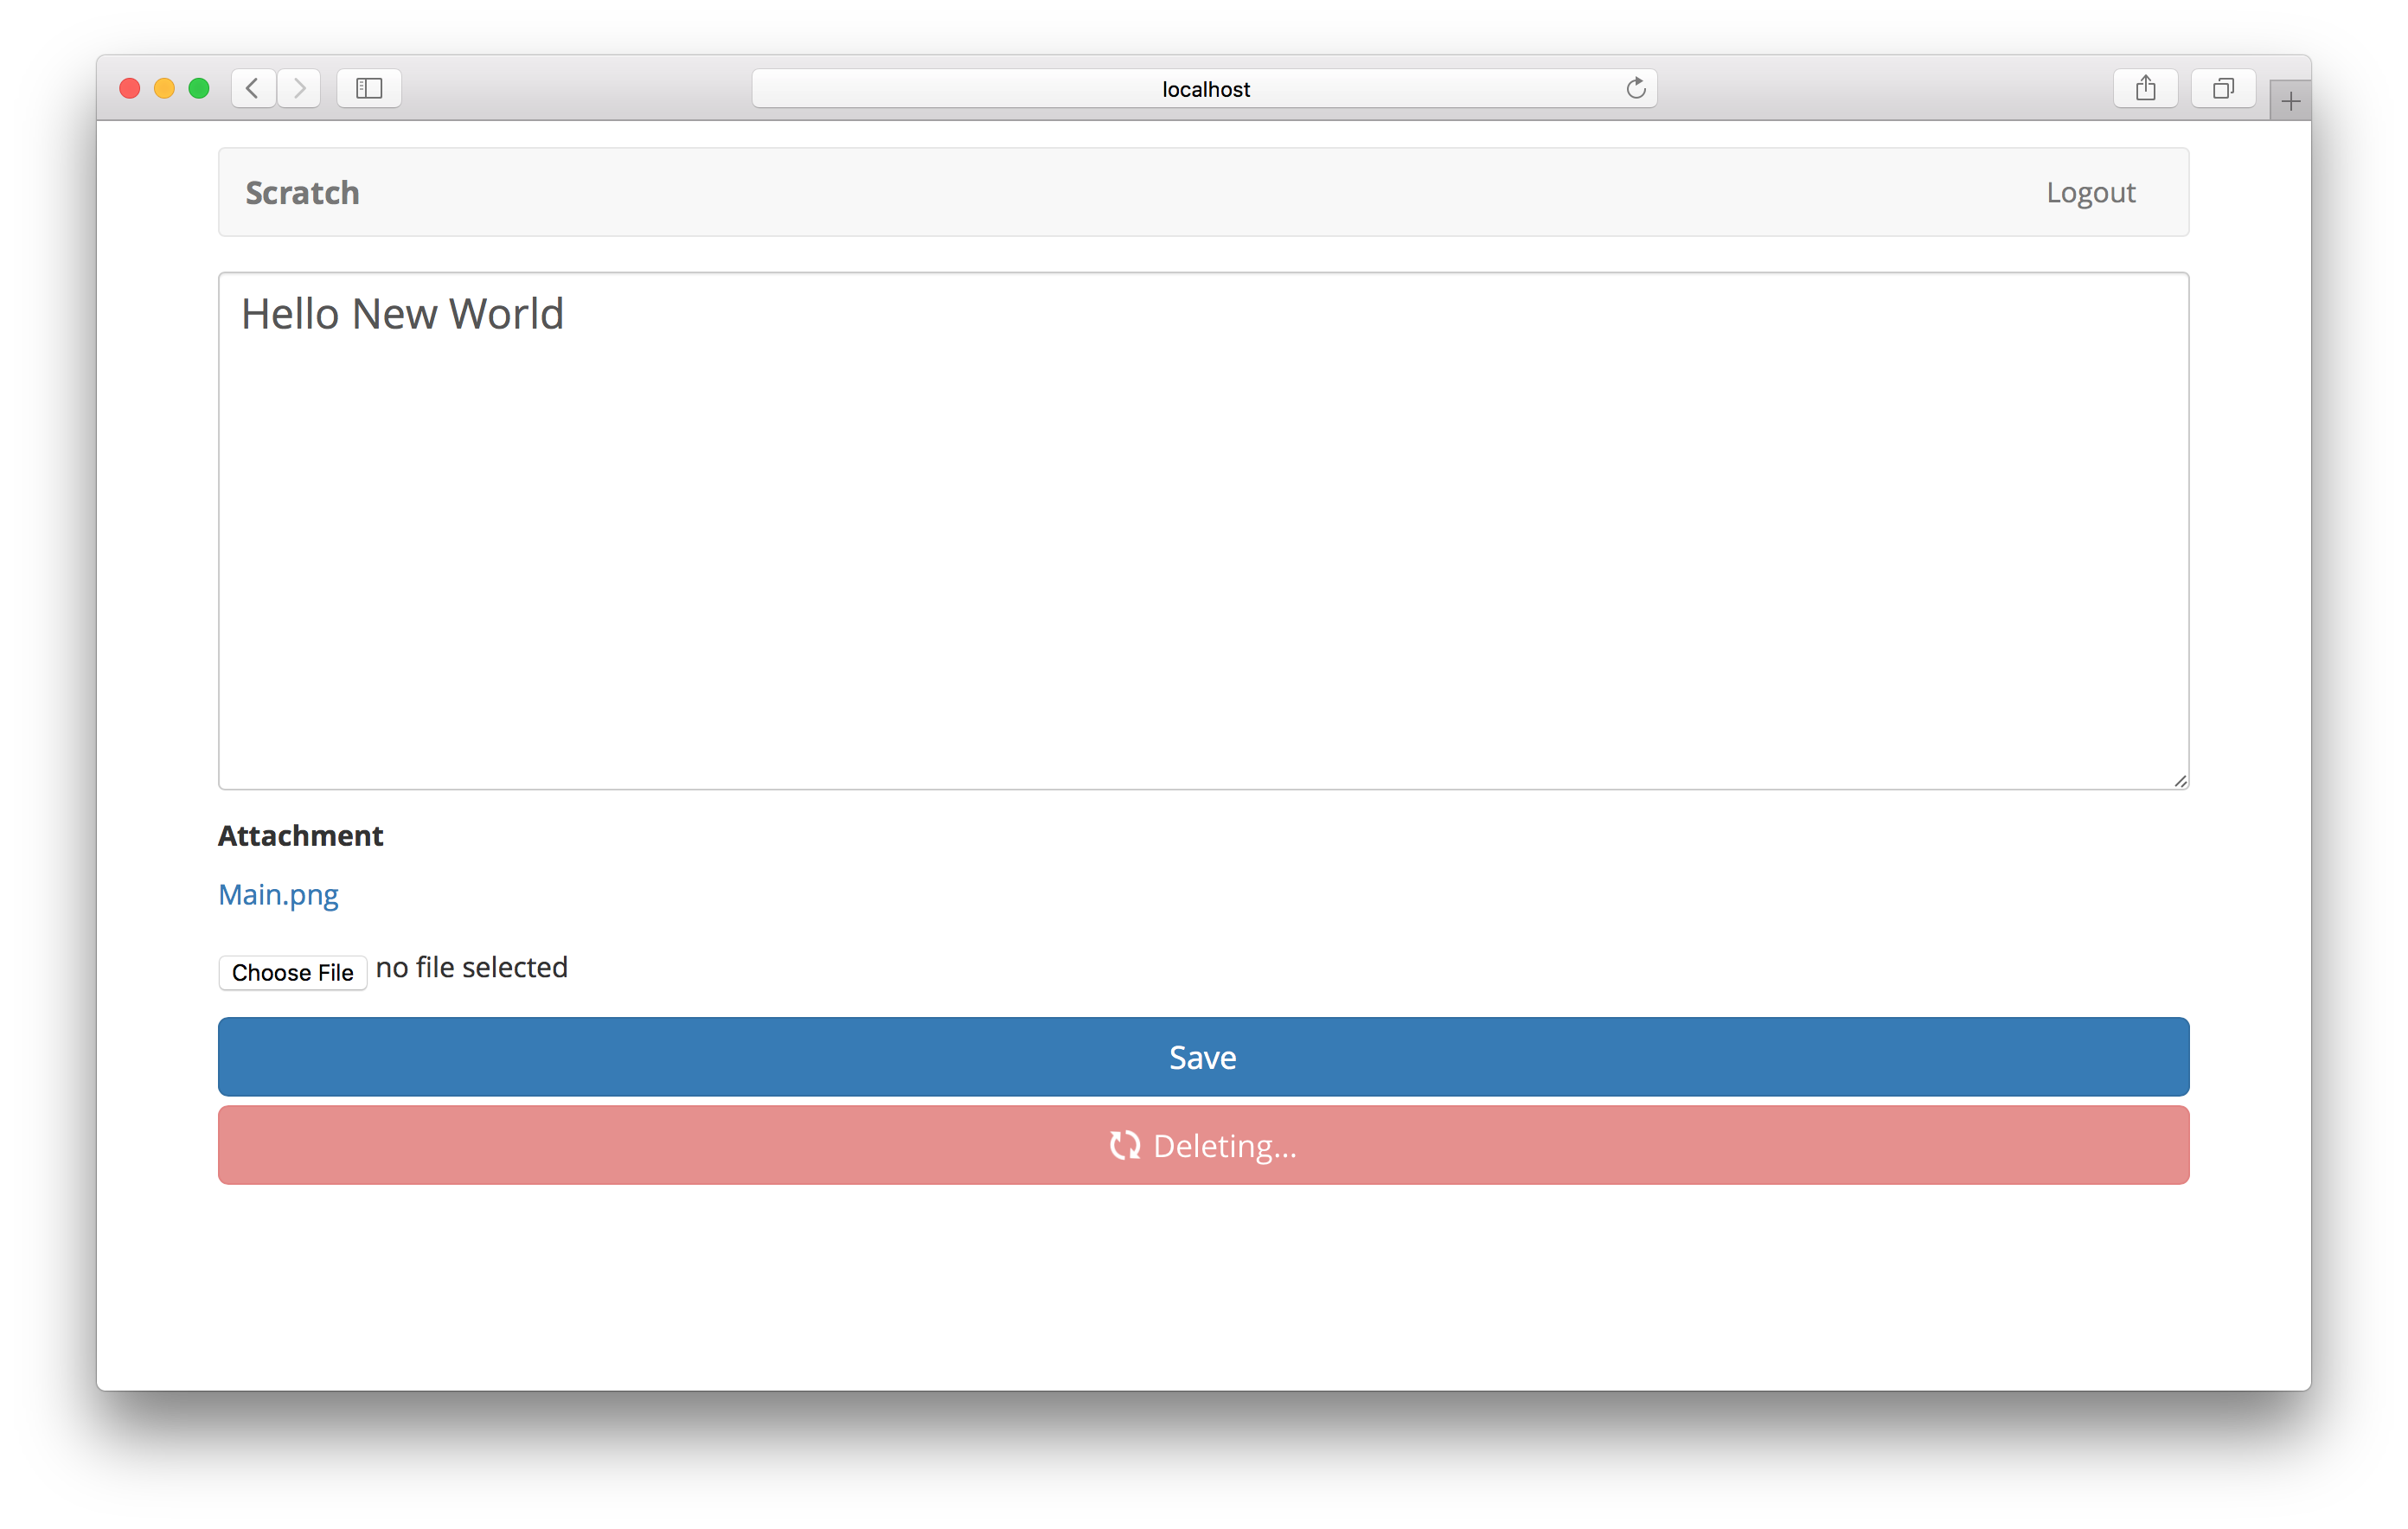 localhost
Scratch Logout
Hello New World
Attachment
Main.png
Choose File no file selected
Save
Deleting...